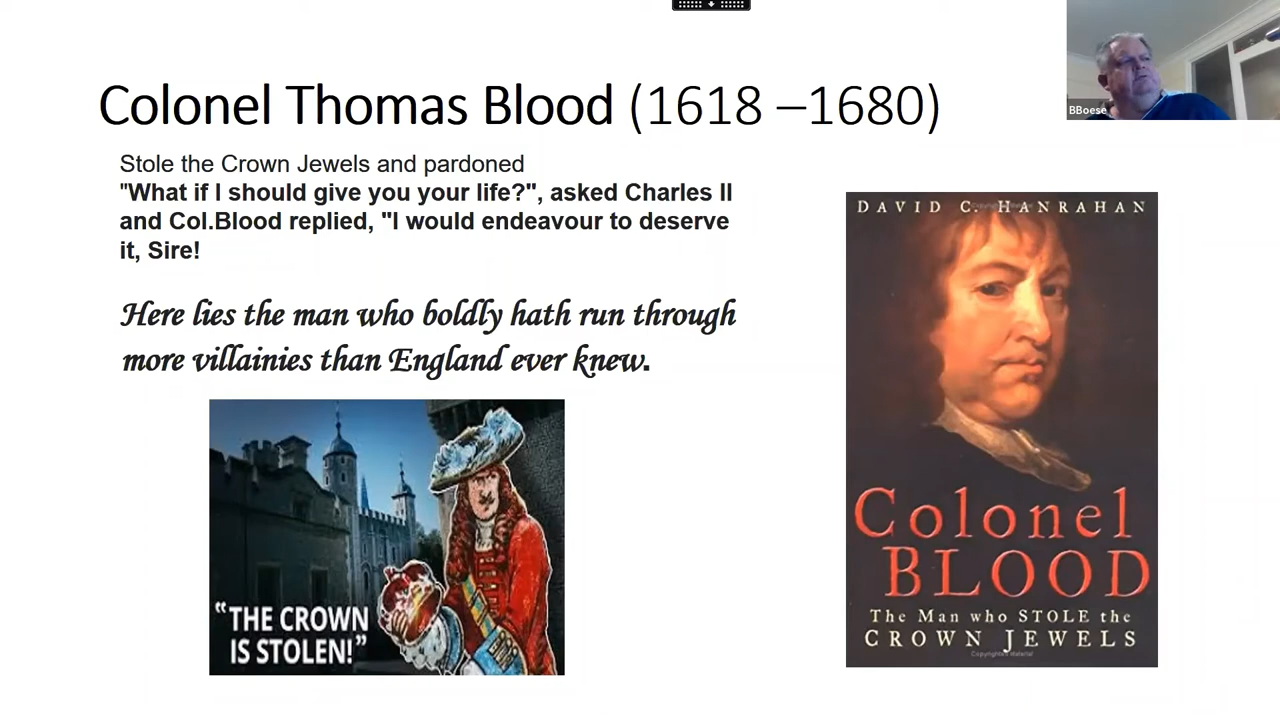 Colonel Thomas Blood (1618 –1680)
BBoese
Stole the Crown Jewels and pardoned
"What if I should give you your life?", asked Charles II
and Col.Blood replied, "I would endeavour to deserve
it, Sire!
Here lies the man who boldly hath run through
more villainies than England ever knew.
“THE CROWN
IS STOLEN!”
DAVID C. HANRAHAN
Colonel
BLOOD
The Man who STOLE the
CROWN JEWELS
Copyrighted Material